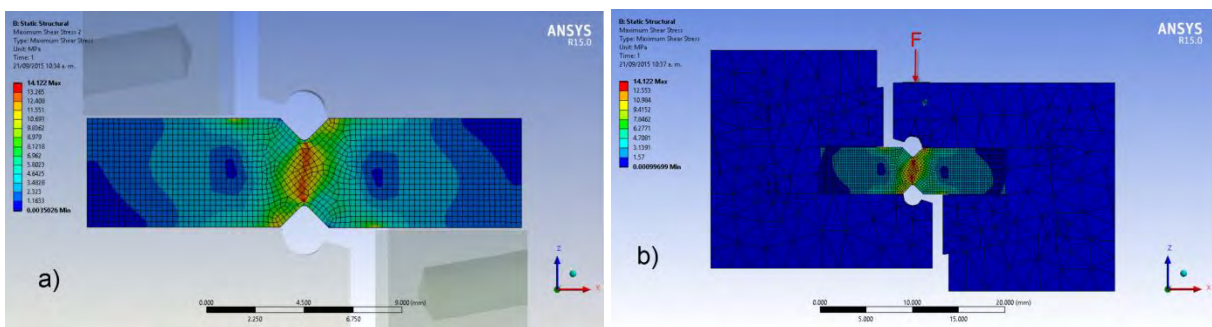 B: Static Structural
Maximum Shear Stress 2
Type: Maximum Shear Stress
Unit: MPa
Time: 1
21/09/2015 10:34 a. m.
14.122 Max
13.285
12.408
11.551
10.693
8.979
8.1218
6.962
5.8023
4.6425
3.4828
2.323
1.1633
0.0035026 Min
ANSYS
R15.0
a)
0.000
4.500
9.000 (mm)
2.250
6.750
Z
X
B: Static Structural
Maximum Shear Stress
Type: Maximum Shear Stress
Unit: MPa
Time: 1
21/09/2015 10:37 a. m.
14.122 Max
12.553
10.984
9.4152
7.8462
6.2771
4.7081
3.1391
1.57
0.00099699 Min
F
ANSYS
R15.0
b)
0.000
10.000
20.000 (mm)
5.000
15.000
Z
X